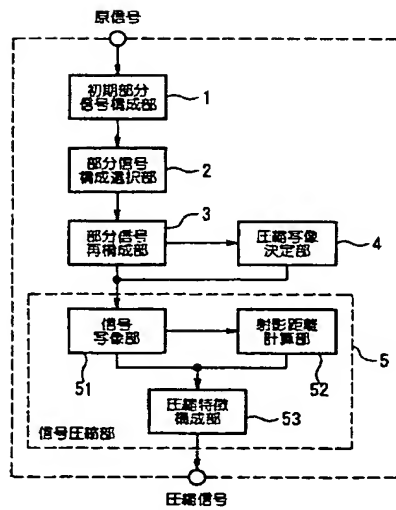 原信号
初期部分
信号構成部
1
部分信号
構成選択部
2
部分信号
再構成部
3
圧縮写像
決定部
4
信号
写像部
51
射影距離
計算部
52
5
圧縮特徴
構成部
53
信号圧縮部
圧縮信号